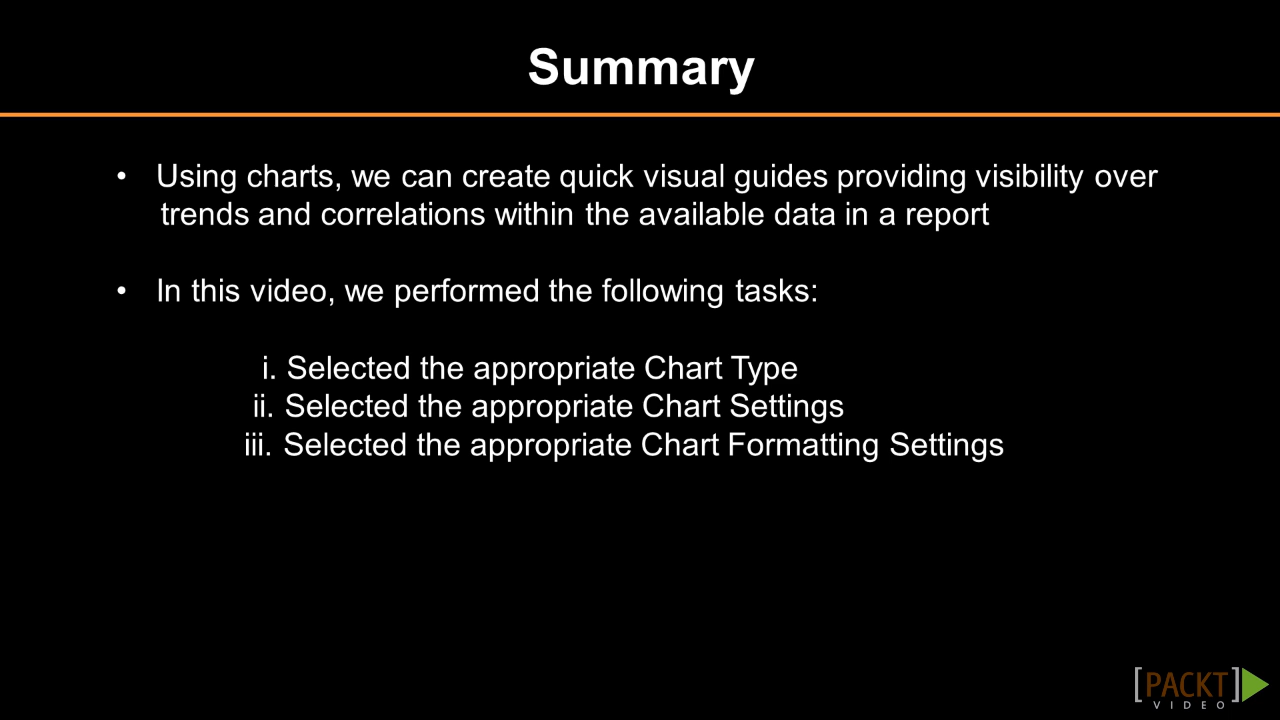 Summary
• Using charts, we can create quick visual guides providing visibility over
trends and correlations within the available data in a report
• In this video, we performed the following tasks:
i. Selected the appropriate Chart Type
ii. Selected the appropriate Chart Settings
iii. Selected the appropriate Chart Formatting Settings
[PACKT]
VIDEO